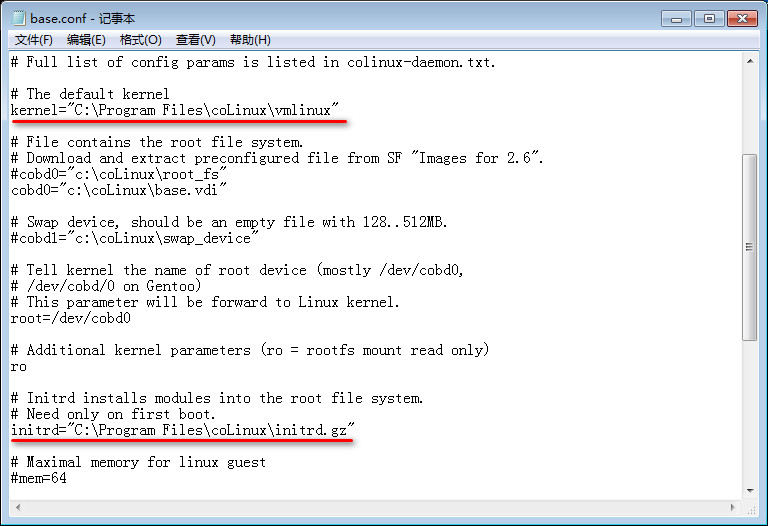 base.conf - 记事本
文件(F) 编辑(E) 格式(O) 查看(V) 帮助(H)
# Full list of config params is listed in colinux-daemon.txt.
# The default kernel
kernel="C:\Program Files\coLinux\vmlinux"
# File contains the root file system.
# Download and extract preconfigured file from SF "Images for 2.6".
#cobd0="c:\coLinux\root_fs"
cobd0="c:\coLinux\base.vdi"
# Swap device, should be an empty file with 128..512MB.
#cobd1="c:\coLinux\swap_device"
# Tell kernel the name of root device (mostly /dev/cobd0,
# /dev/cobd/0 on Gentoo)
# This parameter will be forward to Linux kernel.
root=/dev/cobd0
# Additional kernel parameters (ro = rootfs mount read only)
ro
# Initrd installs modules into the root file system.
# Need only on first boot.
initrd="C:\Program Files\coLinux\initrd.gz"
# Maximal memory for linux guest
#mem=64